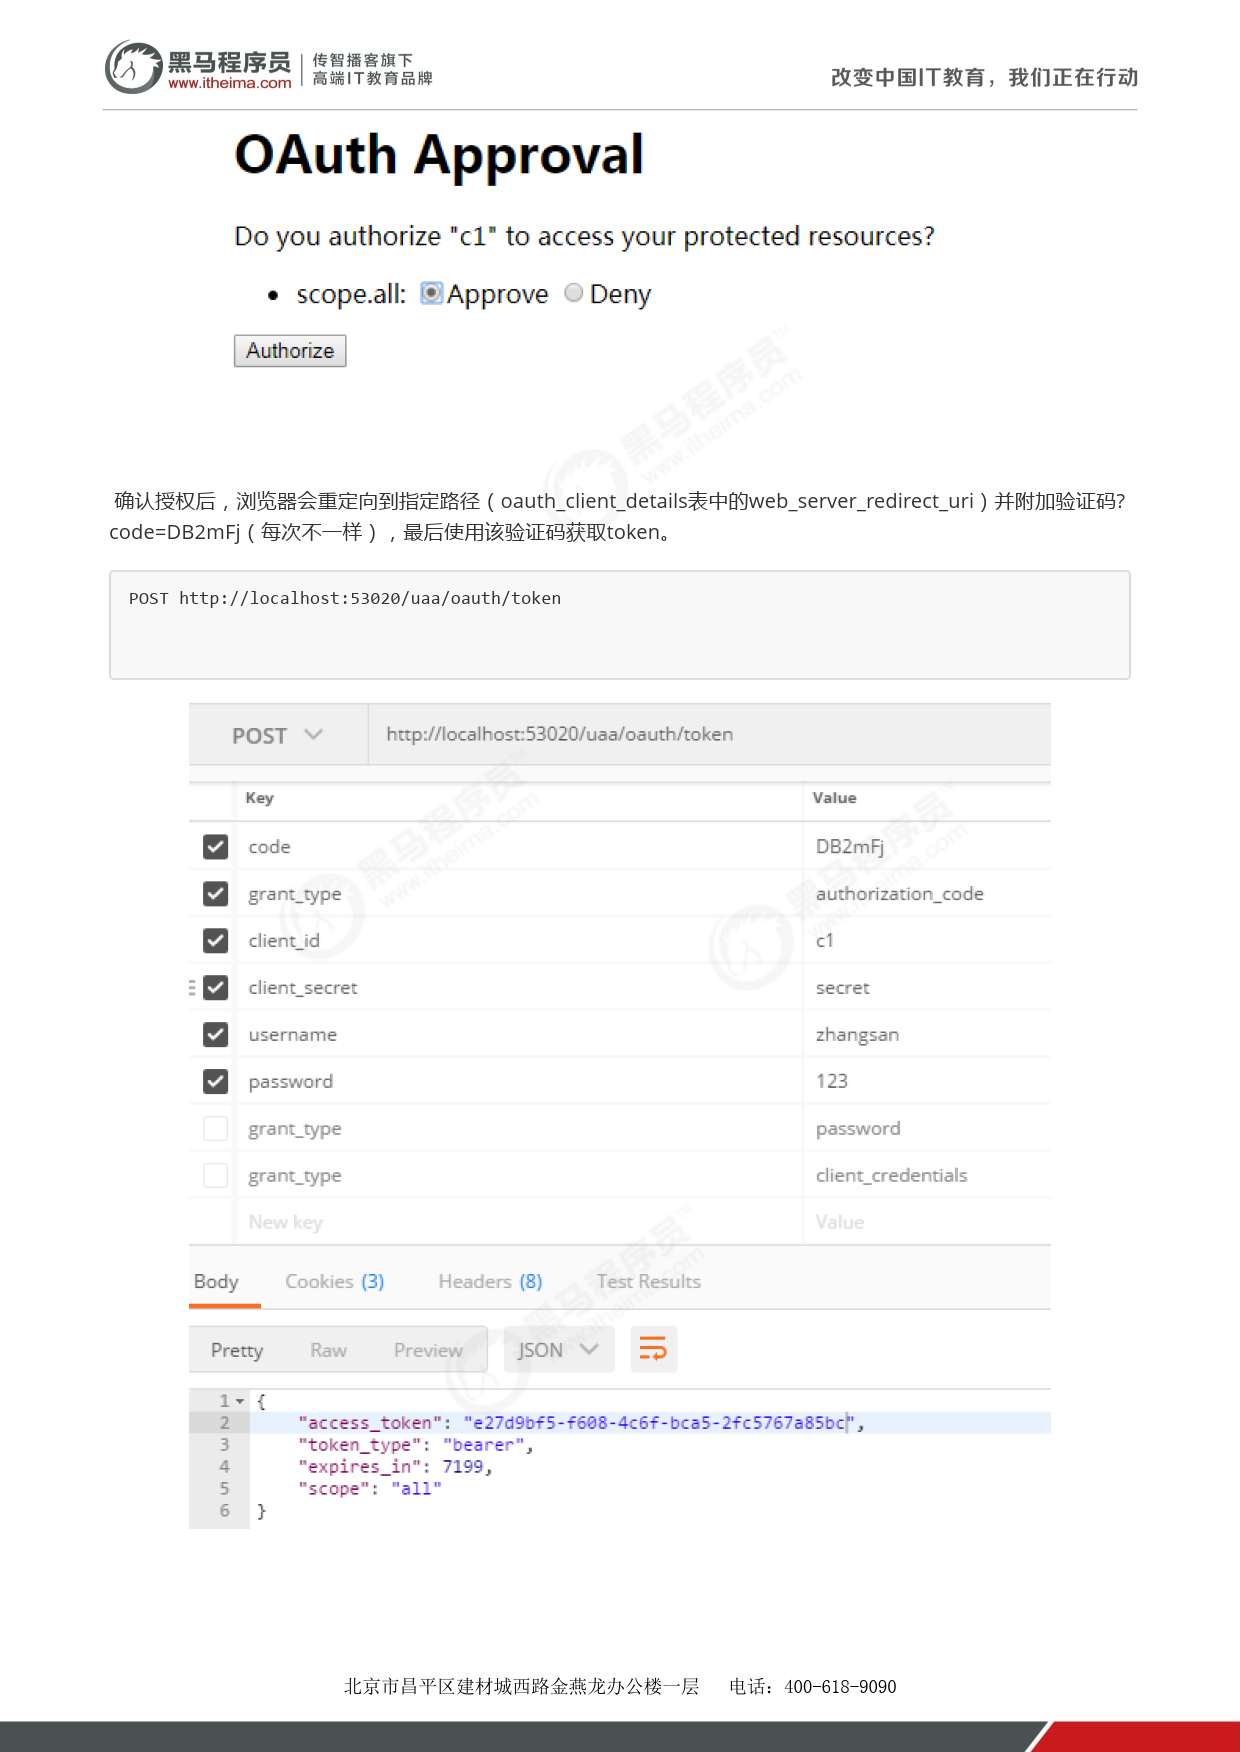 黑马程序员
www.itheima.com
传智播客旗下
高端IT教育品牌
改变中国IT教育，我们正在行动
OAuth Approval
Do you authorize "c1" to access your protected resources?
• scope.all: Approve Deny
Authorize
确认授权后，浏览器会重定向到指定路径（oauth_client_details表中的web_server_redirect_uri）并附加验证码?
code=DB2mFj（每次不一样），最后使用该验证码获取token。
POST http://localhost:53020/uaa/oauth/token
POST http://localhost:53020/uaa/oauth/token
Key Value
code DB2mFj
grant_type authorization_code
client_id c1
client_secret secret
username zhangsan
password 123
grant_type password
grant_type client_credentials
New key Value
Body Cookies (3) Headers (8) Test Results
Pretty Raw Preview JSON
1 {
2 "access_token": "e27d9bf5-f608-4c6f-bca5-2fc5767a85bc",
3 "token_type": "bearer",
4 "expires_in": 7199,
5 "scope": "all"
6 }
北京市昌平区建材城西路金燕龙办公楼一层 电话：400-618-9090